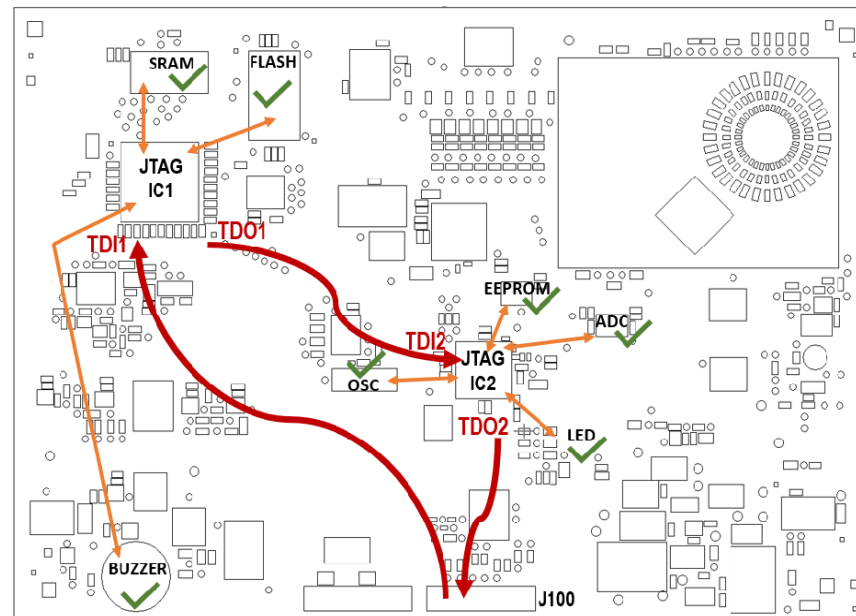 SRAM
FLASH
JTAG
IC1
TDI1
TDO1
EEPROM
ADC
TDI2
JTAG
IC2
OSC
TDO2
LED
BUZZER
J100